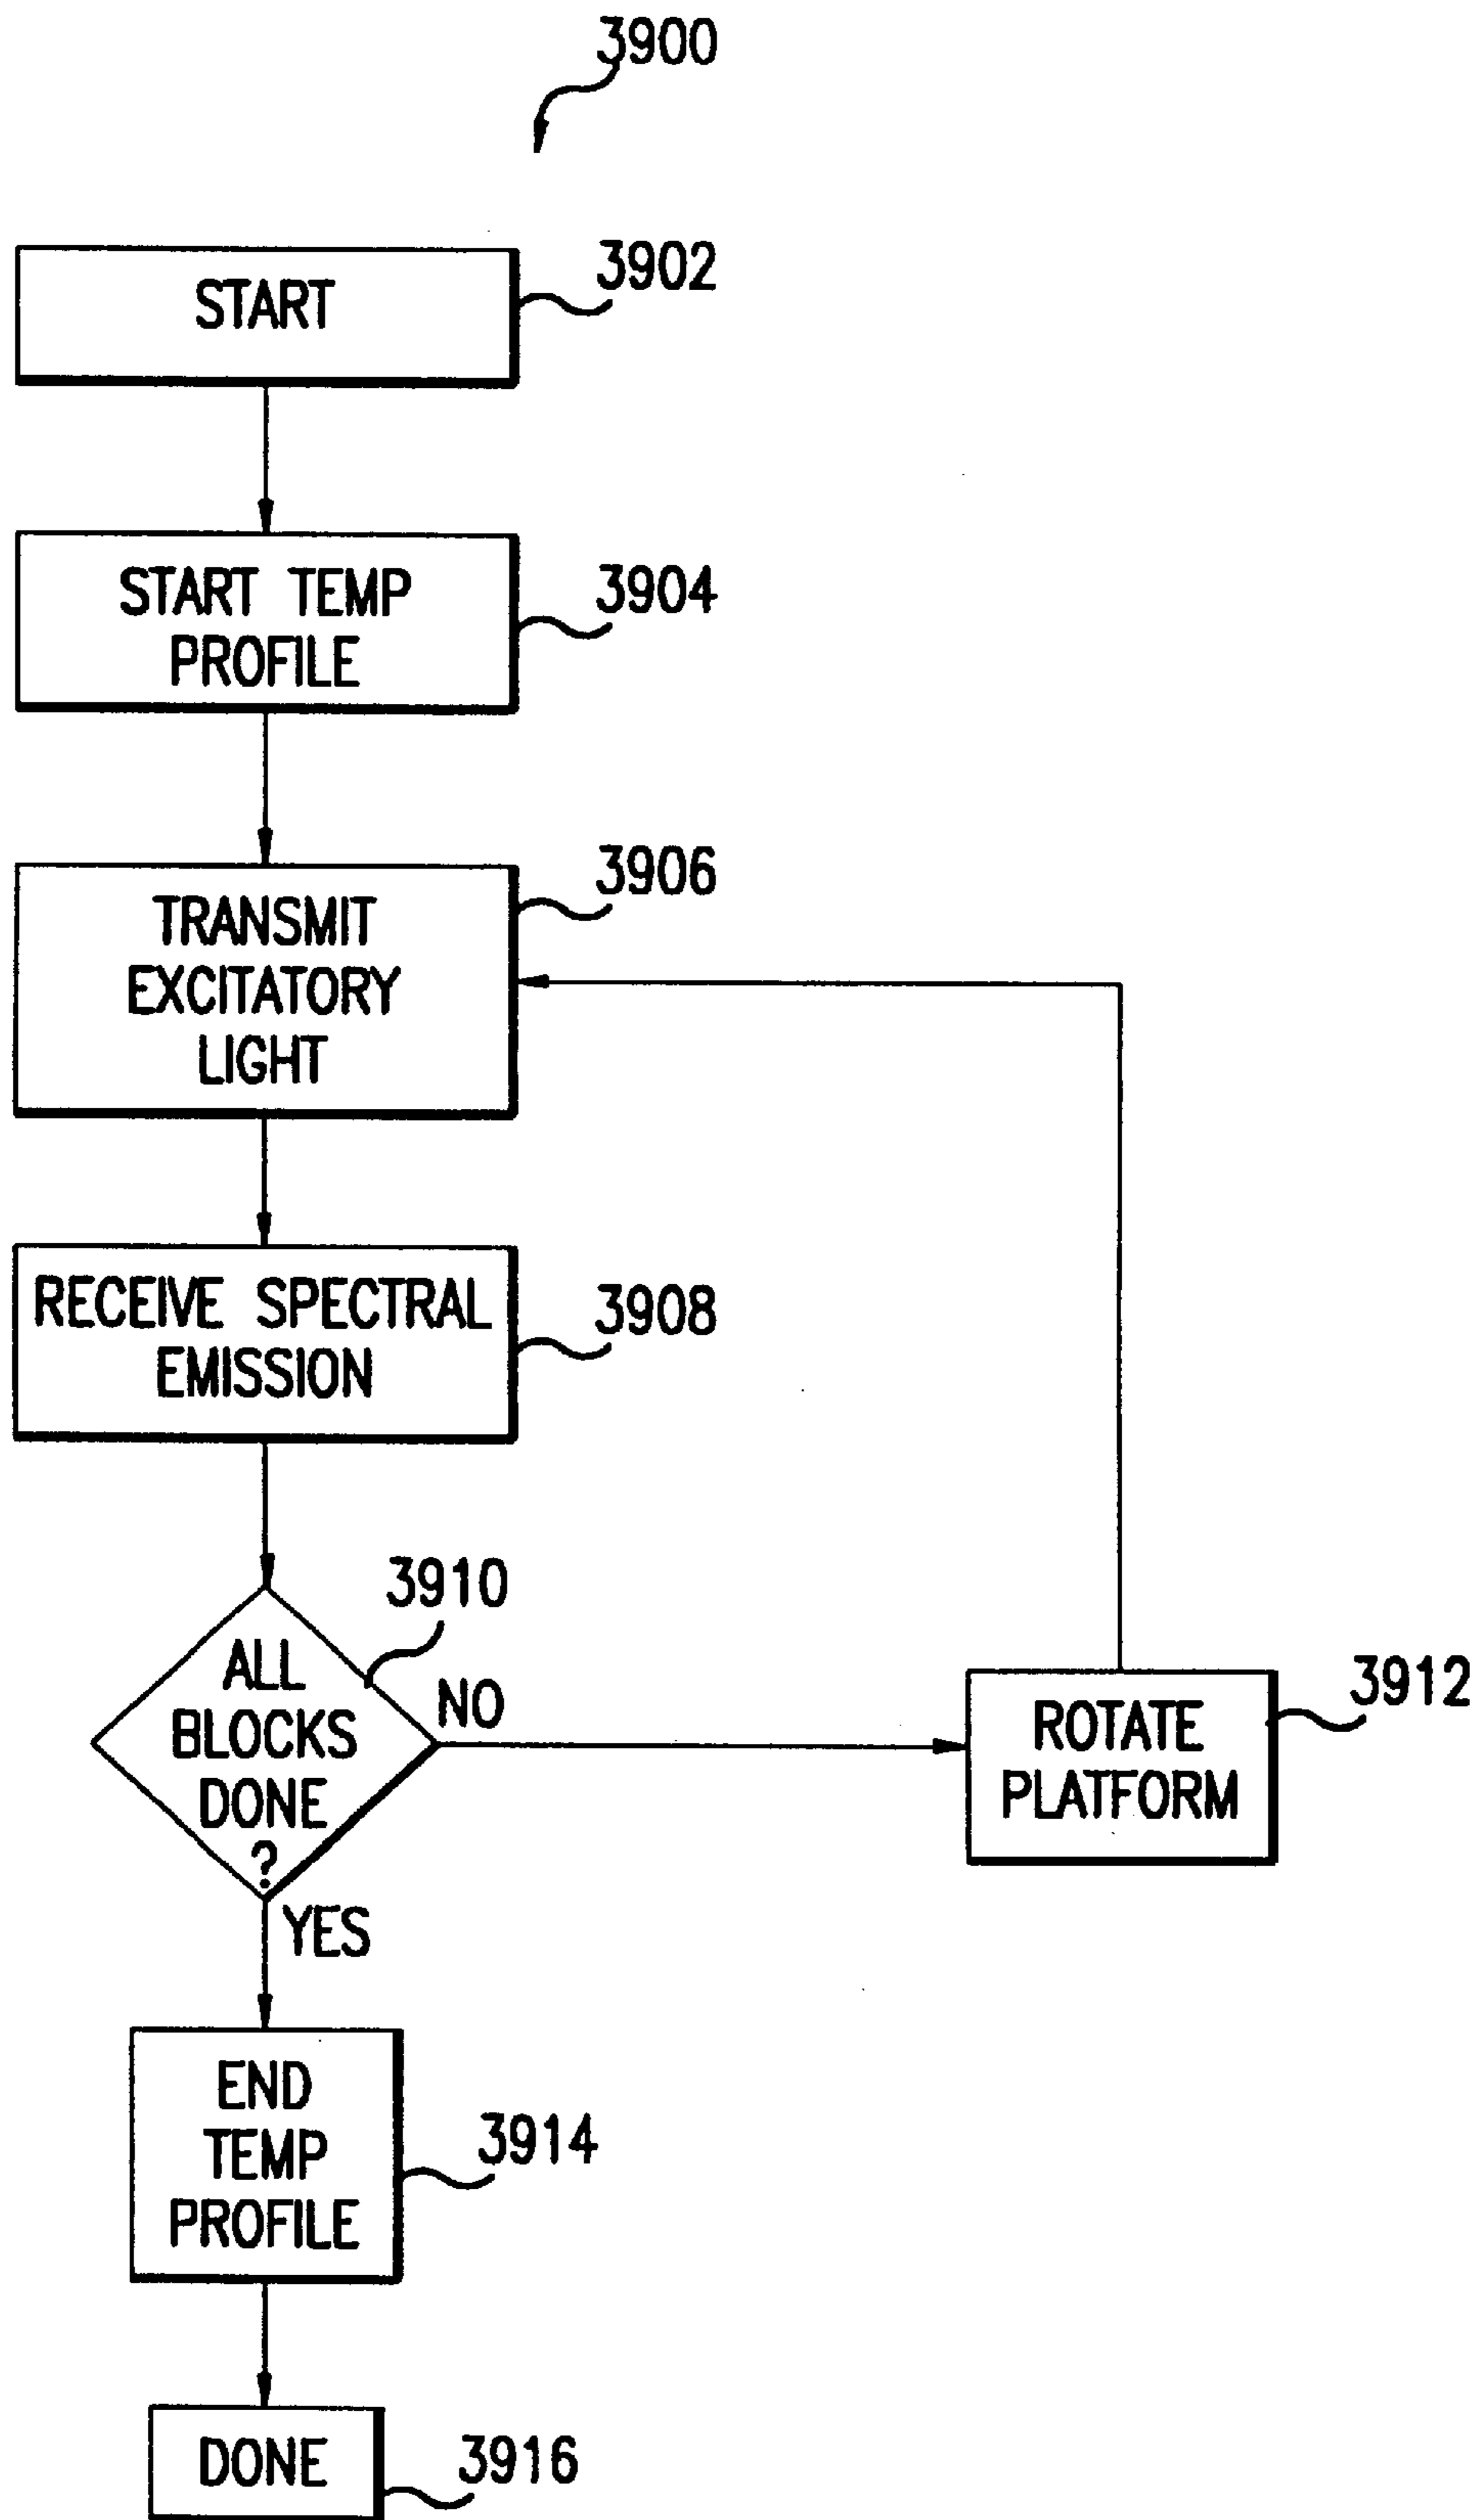 3900
START
3902
START TEMP
PROFILE
3904
TRANSMIT
EXCITATORY
LIGHT
3906
RECEIVE SPECTRAL
EMISSION
3908
ALL
BLOCKS
DONE
?
3910
NO
ROTATE
PLATFORM
3912
YES
END
TEMP
PROFILE
3914
DONE
3916